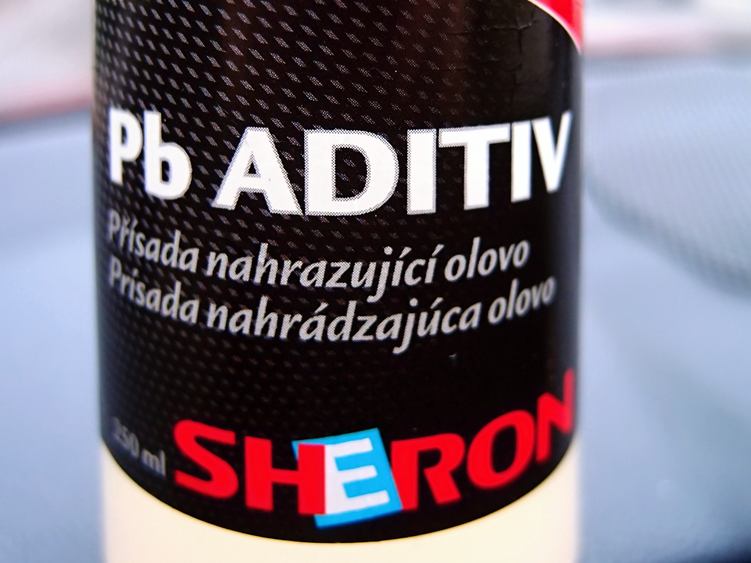 Pb ADITIV
Přísada nahrazující olovo
Prísada nahrádzajúca olovo
250 ml
SHERON